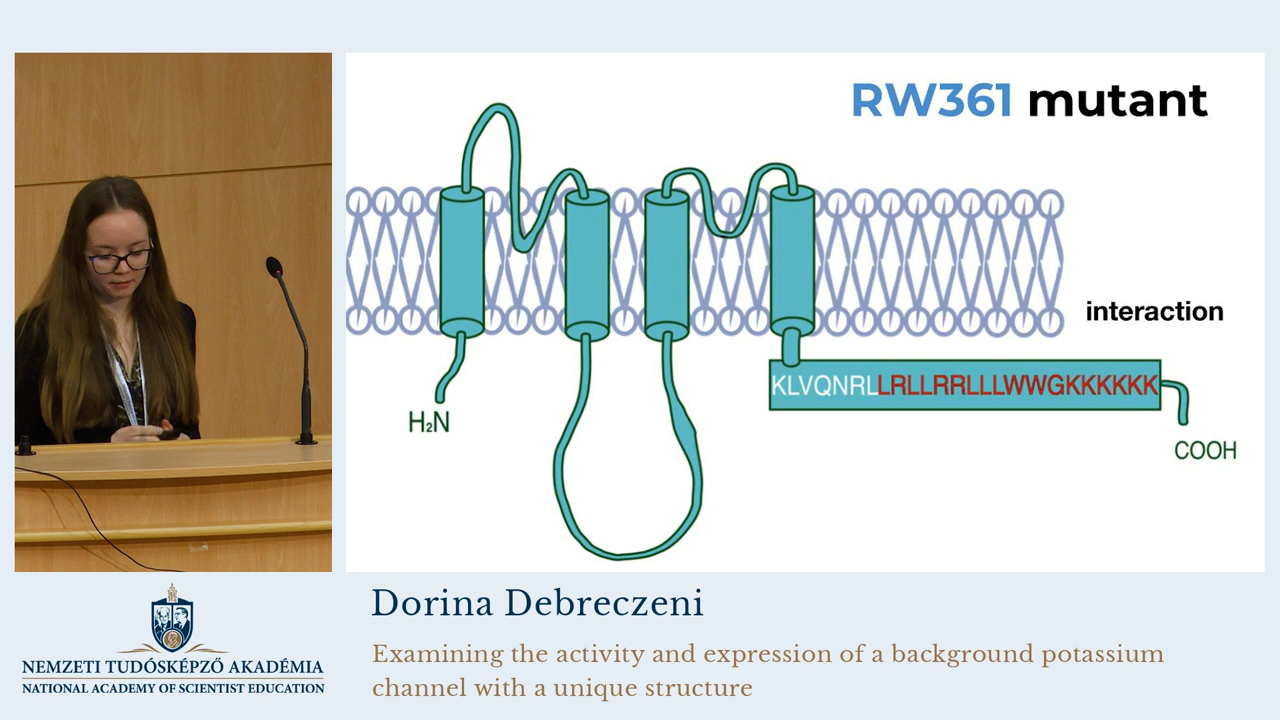 RW361 mutant
interaction
H₂N
KLVQNRLLRLLRRLLLWWGKKKKKK
COOH
Dorina Debreczeni
Examining the activity and expression of a background potassium
channel with a unique structure
NEMZETI TUDÓSKÉPZŐ AKADÉMIA
NATIONAL ACADEMY OF SCIENTIST EDUCATION